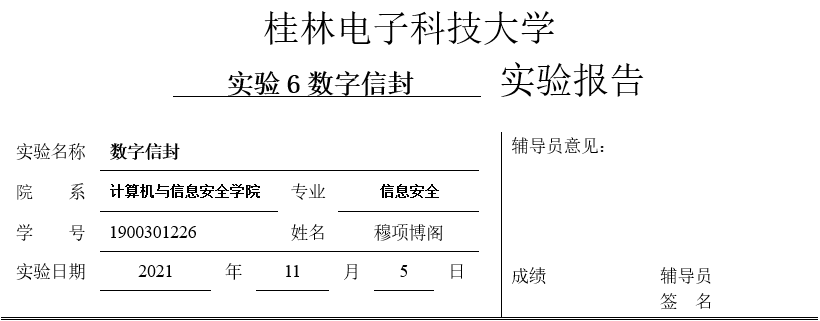 桂林电子科技大学
实验 6 数字信封 实验报告
实验名称 数字信封
院 系 计算机与信息安全学院 专业 信息安全
学 号 1900301226 姓名 穆项博阁
实验日期 2021 年 11 月 5 日
辅导员意见：
成绩 辅导员
签 名